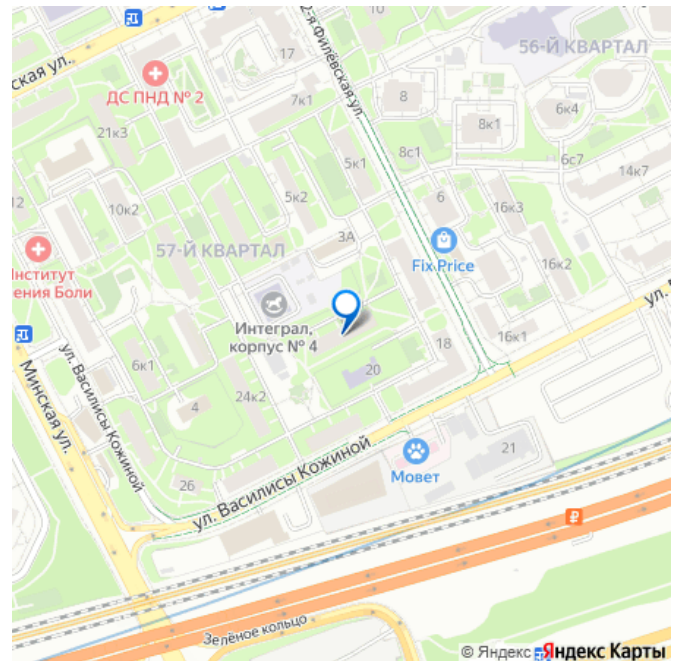 10
2-я Филёвская ул.
56-Й КВАРТАЛ
ская ул.
17
ДС ПНД № 2
7к1
8
6к4
8к1
21к3
5к1
8с1
6с7
14к7
12
10к2
5к2
6
16к3
3А
57-Й КВАРТАЛ
Институт
ения Боли
Fix Price
16к2
ул.
Интеграл,
корпус № 4
16к1
18
6к1
20
Минская ул.
ул. Василисы Кожиной
24к2
4
21
Мовет
26
ул. Василисы Кожиной
₽
Зелёное кольцо
© Яндекс Яндекс Карты